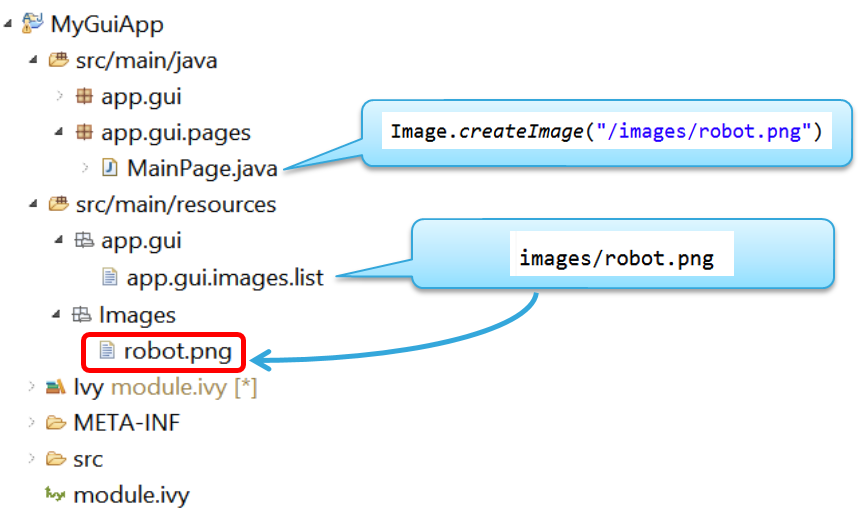 MyGuiApp
src/main/java
app.gui
app.gui.pages
Image.createImage("/images/robot.png")
MainPage.java
src/main/resources
app.gui
images/robot.png
app.gui.images.list
Images
robot.png
Ivy module.ivy [*]
META-INF
src
module.ivy